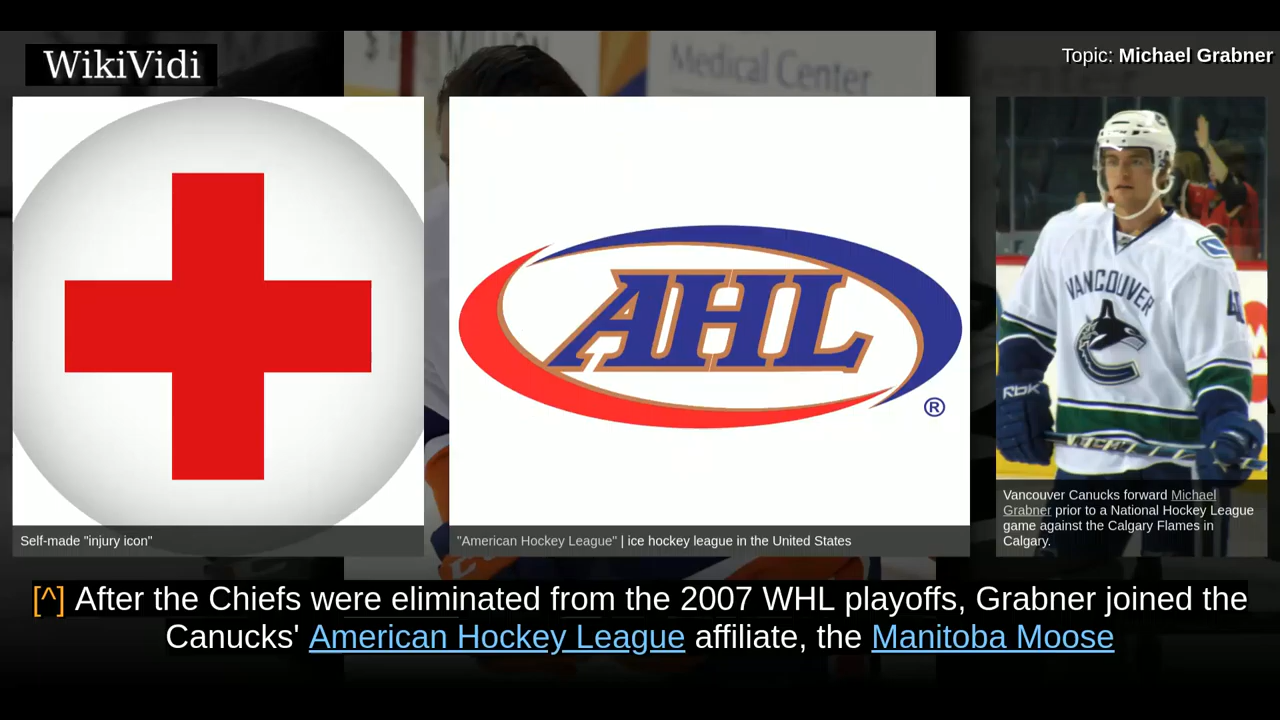 WikiVidi
Topic: Michael Grabner
Medical Center
AHL
®
VANCOUVER
RBK
Self-made "injury icon"
"American Hockey League" | ice hockey league in the United States
Vancouver Canucks forward Michael
Grabner prior to a National Hockey League
game against the Calgary Flames in
Calgary.
[^] After the Chiefs were eliminated from the 2007 WHL playoffs, Grabner joined the
Canucks' American Hockey League affiliate, the Manitoba Moose